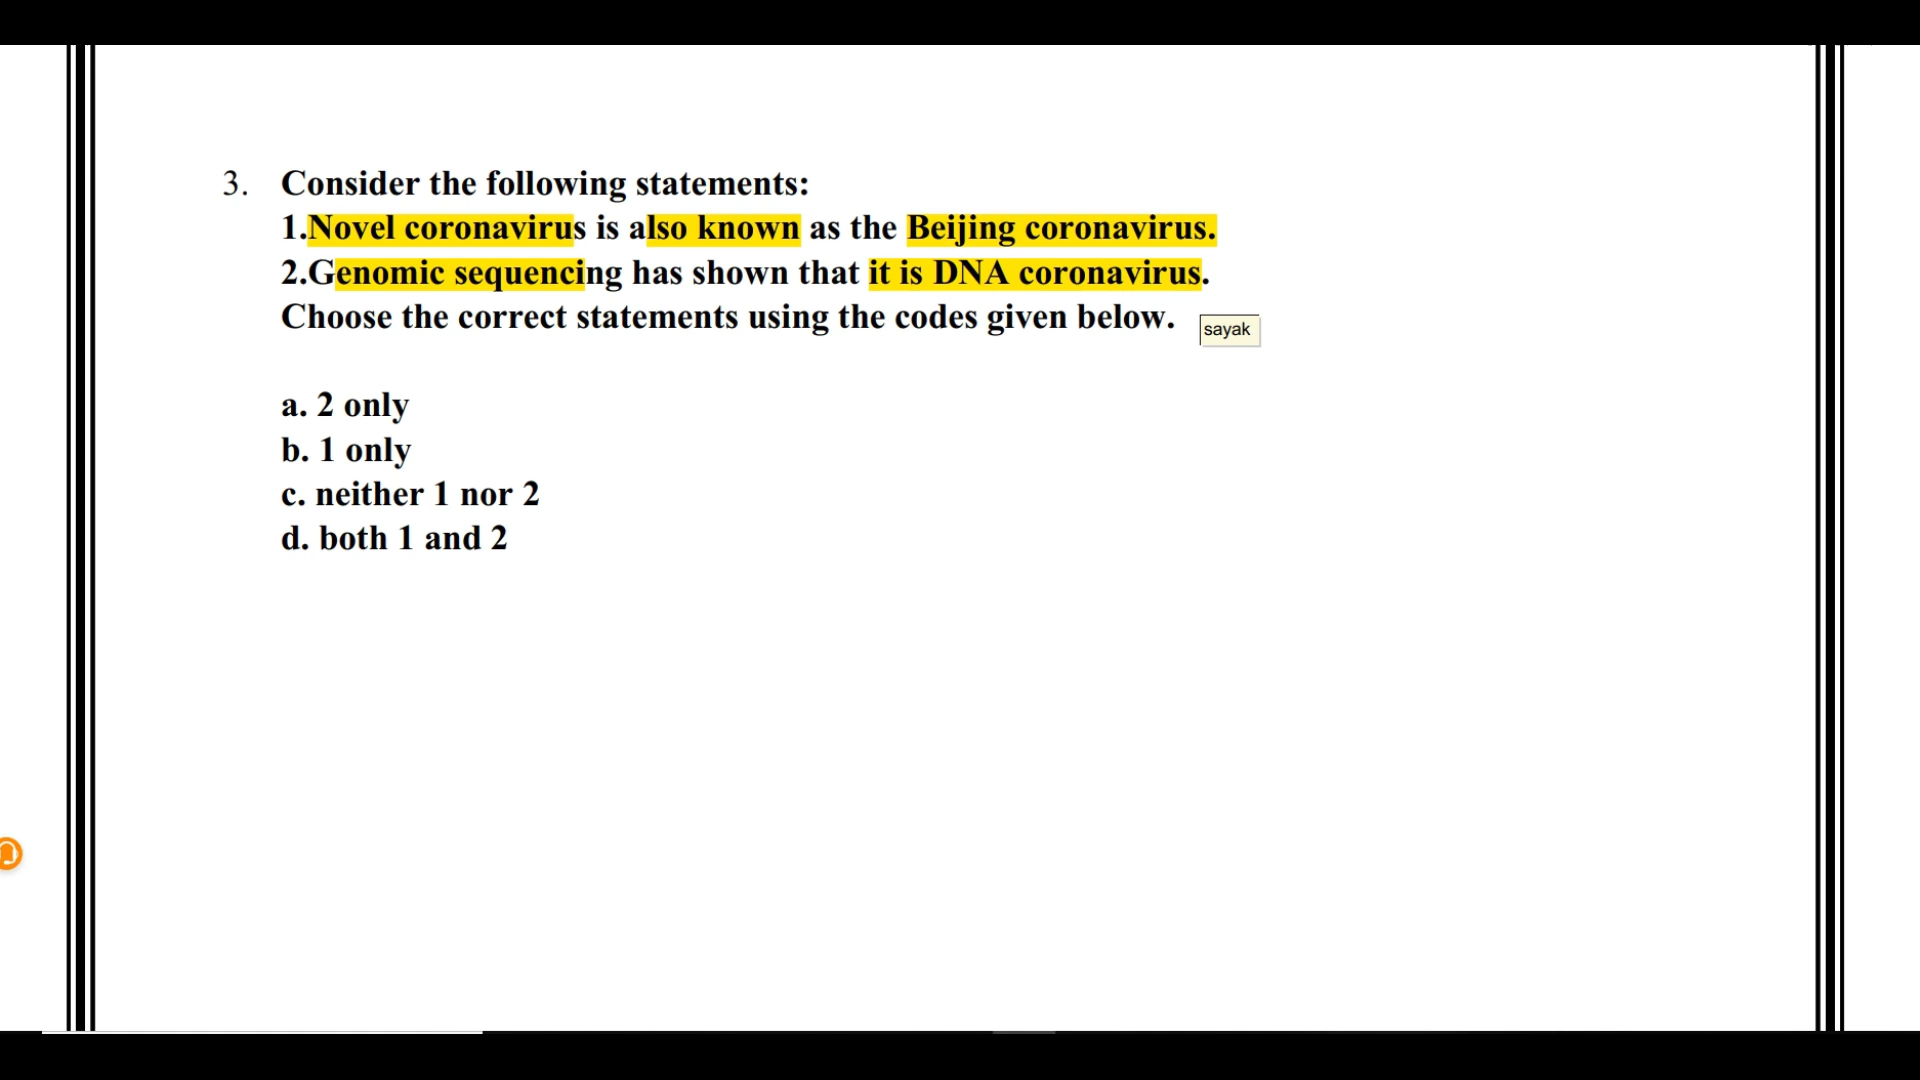 3. Consider the following statements:
1.Novel coronavirus is also known as the Beijing coronavirus.
2.Genomic sequencing has shown that it is DNA coronavirus.
Choose the correct statements using the codes given below.
sayak
a. 2 only
b. 1 only
c. neither 1 nor 2
d. both 1 and 2